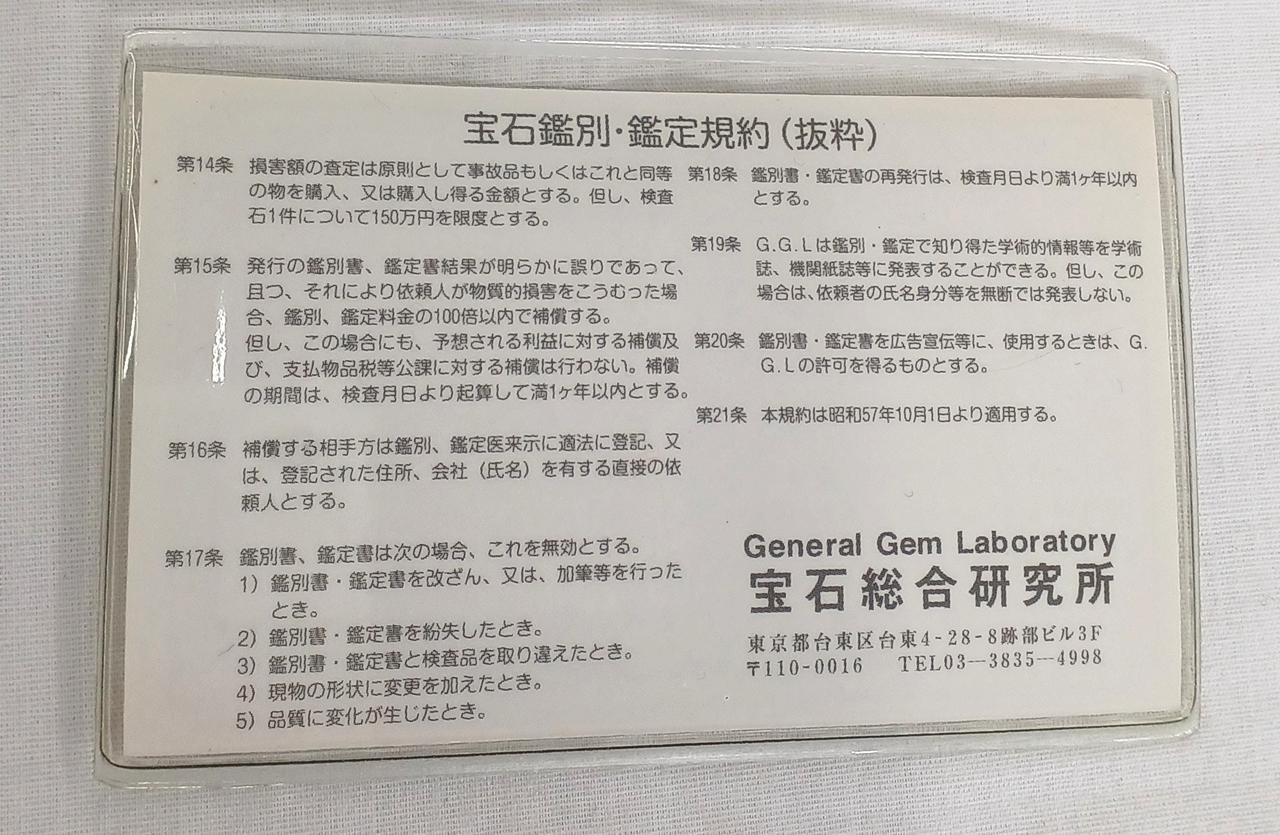 宝石鑑別・鑑定規約(抜粋)
第14条 損害額の査定は原則として事故品もしくはこれと同等
の物を購入、又は購入し得る金額とする。但し、検査
石1件について150万円を限度とする。
第15条 発行の鑑別書、鑑定書結果が明らかに誤りであって、
且つ、それにより依頼人が物質的損害をこうむった場
合、鑑別、鑑定料金の100倍以内で補償する。
但し、この場合にも、予想される利益に対する補償及
び、支払物品税等公課に対する補償は行わない。補償
の期間は、検査月日より起算して満1ヶ年以内とする。
第16条 補償する相手方は鑑別、鑑定医来示に適法に登記、又
は、登記された住所、会社(氏名)を有する直接の依
頼人とする。
第17条 鑑別書、鑑定書は次の場合、これを無効とする。
1) 鑑別書・鑑定書を改ざん、又は、加筆等を行った
とき。
2) 鑑別書・鑑定書を紛失したとき。
3) 鑑別書・鑑定書と検査品を取り違えたとき。
4) 現物の形状に変更を加えたとき。
5) 品質に変化が生じたとき。
第18条 鑑別書・鑑定書の再発行は、検査月日より満1ヶ年以内
とする。
第19条 G.G.Lは鑑別・鑑定で知り得た学術的情報等を学術
誌、機関紙誌等に発表することができる。但し、この
場合は、依頼者の氏名身分等を無断では発表しない。
第20条 鑑別書・鑑定書を広告宣伝等に、使用するときは、G.
G.Lの許可を得るものとする。
第21条 本規約は昭和57年10月1日より適用する。
General Gem Laboratory
宝石総合研究所
東京都台東区台東4-28-8跡部ビル3F
〒110-0016 TEL03―3835―4998